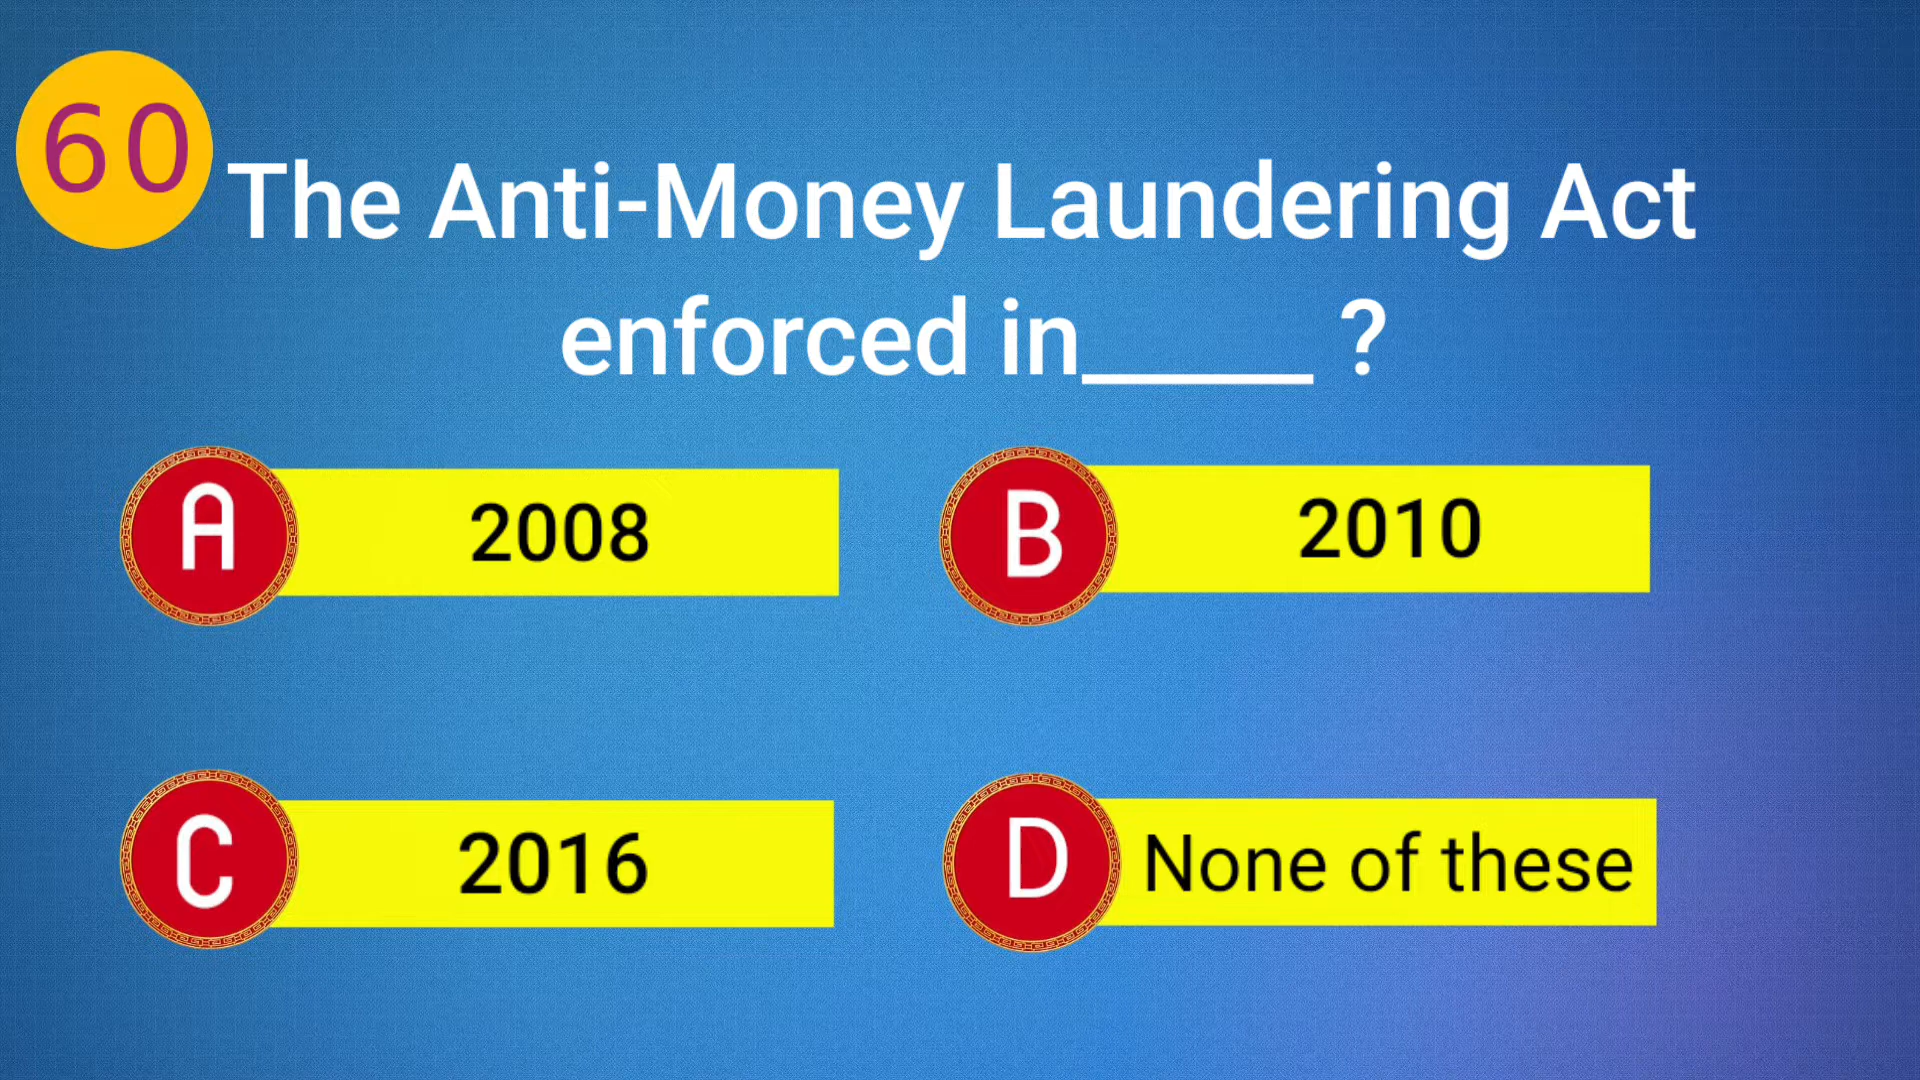 60
The Anti-Money Laundering Act
enforced in_____ ?
A 2008
B 2010
C 2016
D None of these